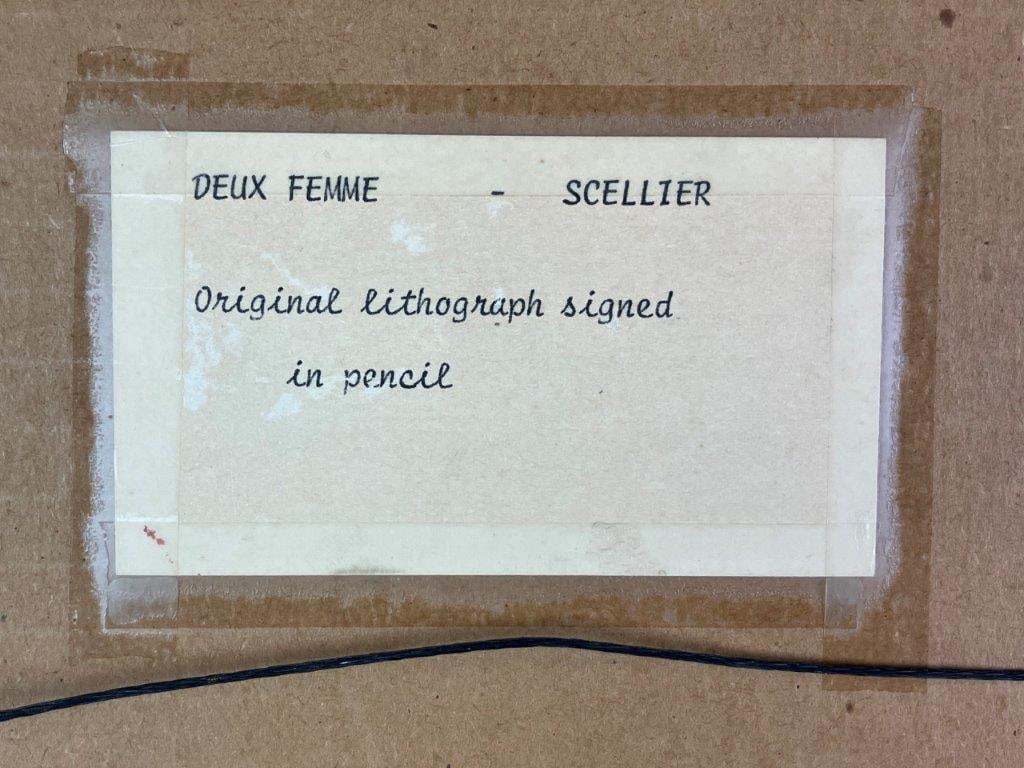 DEUX FEMME - SCELLIER
Original lithograph signed
in pencil